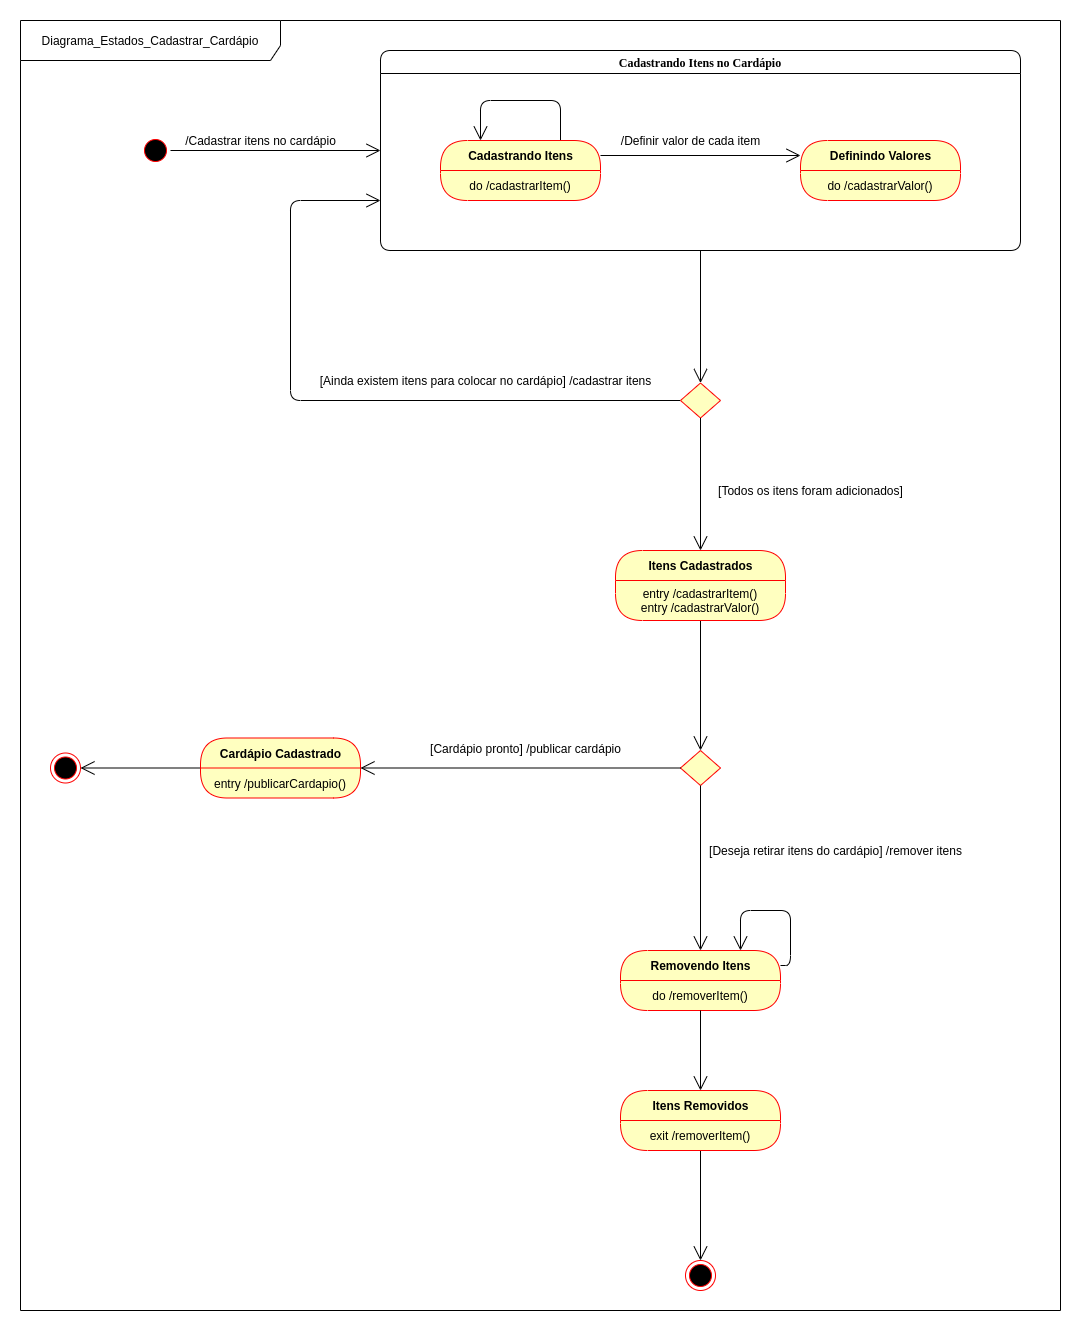 Diagrama_Estados_Cadastrar_Cardápio
Cadastrando Itens no Cardápio
/Cadastrar itens no cardápio
Cadastrando Itens
do /cadastrarItem()
/Definir valor de cada item
Definindo Valores
do /cadastrarValor()
[Ainda existem itens para colocar no cardápio] /cadastrar itens
[Todos os itens foram adicionados]
Itens Cadastrados
entry /cadastrarItem()
entry /cadastrarValor()
[Cardápio pronto] /publicar cardápio
Cardápio Cadastrado
entry /publicarCardapio()
[Deseja retirar itens do cardápio] /remover itens
Removendo Itens
do /removerItem()
Itens Removidos
exit /removerItem()